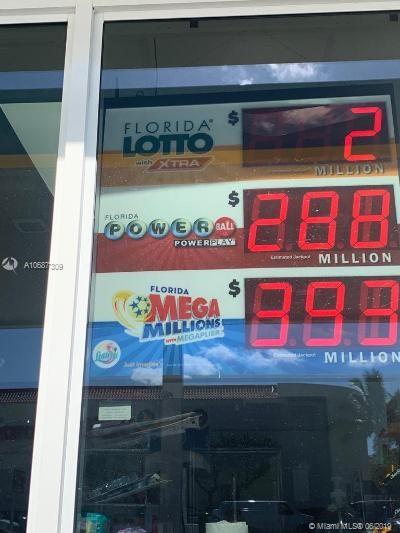 FLORIDA
LOTTO
with XTRA
$ 2
MILLION
FLORIDA
POWERBALL
POWERPLAY
$ 288
Estimated Jackpot
MILLION
FLORIDA
MEGA
MILLIONS
WITH MEGAPLIER
$ 393
Estimated Jackpot
MILLION
A10687309
©Miami MLS© 06/2019